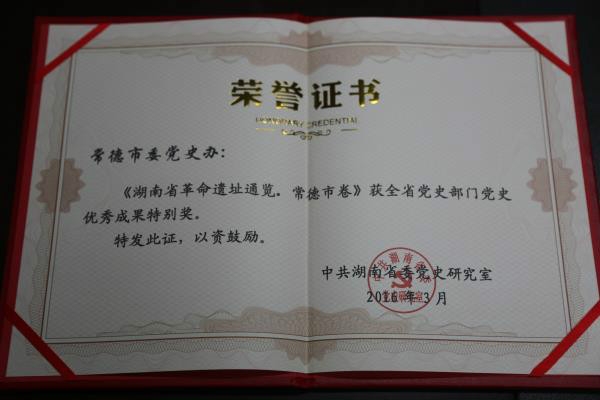 荣誉证书
HONORARY CREDENTIAL
常德市委党史办：
《湖南省革命遗址通览。常德市卷》获全省党史部门党史
优秀成果特别奖。
特发此证，以资鼓励。
中共湖南省委党史研究室
2016年3月